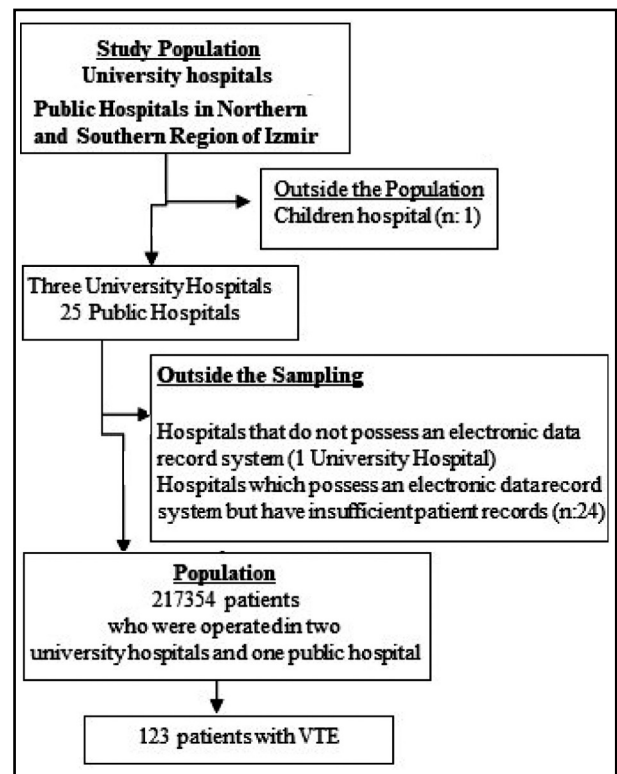 Study Population
University hospitals
Public Hospitals in Northern
and Southern Region of Izmir
Outside the Population
Children hospital (n: 1)
Three University Hospitals
25 Public Hospitals
Outside the Sampling
Hospitals that do not possess an electronic data
record system (1 University Hospital)
Hospitals which possess an electronic data record
system but have insufficient patient records (n:24)
Population
217354 patients
who were operated in two
university hospitals and one public hospital
123 patients with VTE